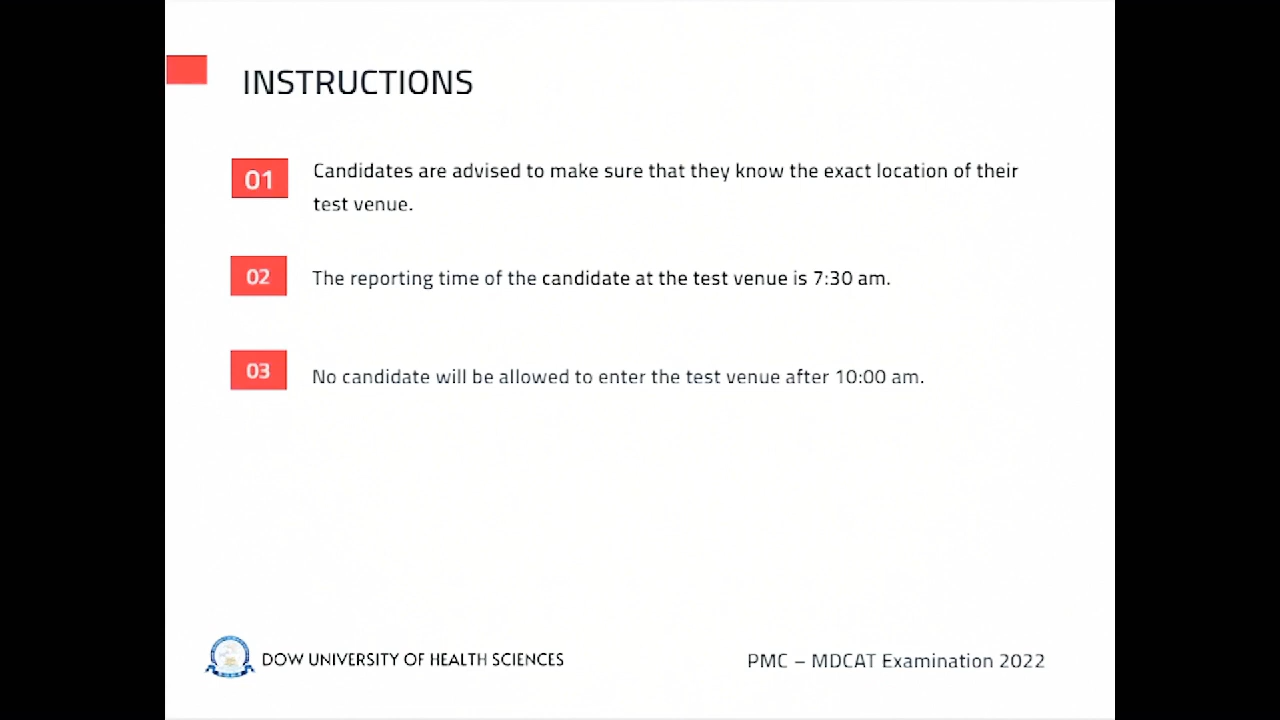 INSTRUCTIONS
01
Candidates are advised to make sure that they know the exact location of their
test venue.
02
The reporting time of the candidate at the test venue is 7:30 am.
03
No candidate will be allowed to enter the test venue after 10:00 am.
DOW UNIVERSITY OF HEALTH SCIENCES
PMC – MDCAT Examination 2022